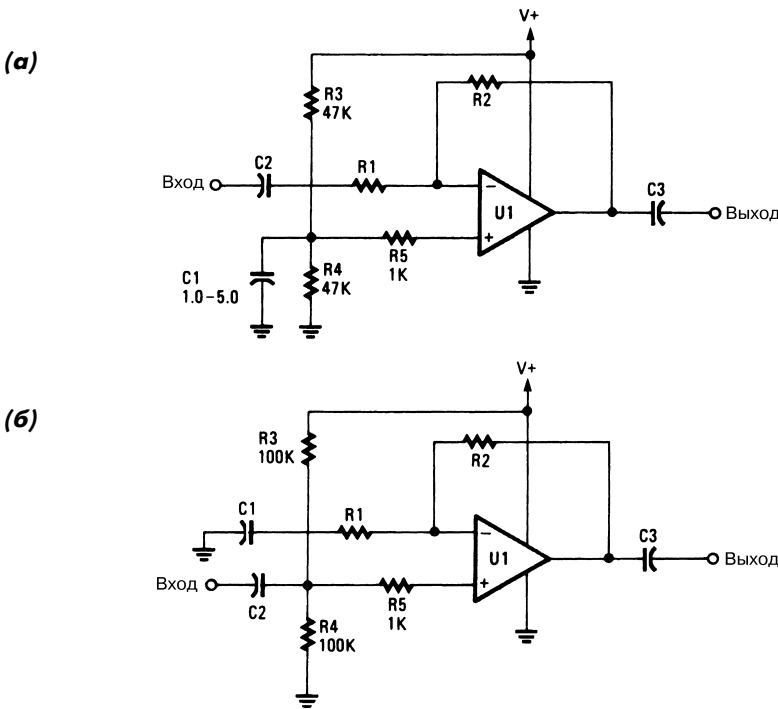 (а)
V+
R3
47K
R2
C2
R1
Вход
−
U1
C3
Выход
+
R5
1K
C1
1.0–5.0
R4
47K
(б)
V+
R3
100K
R2
C1
R1
−
U1
C3
Выход
Вход
+
C2
R5
1K
R4
100K